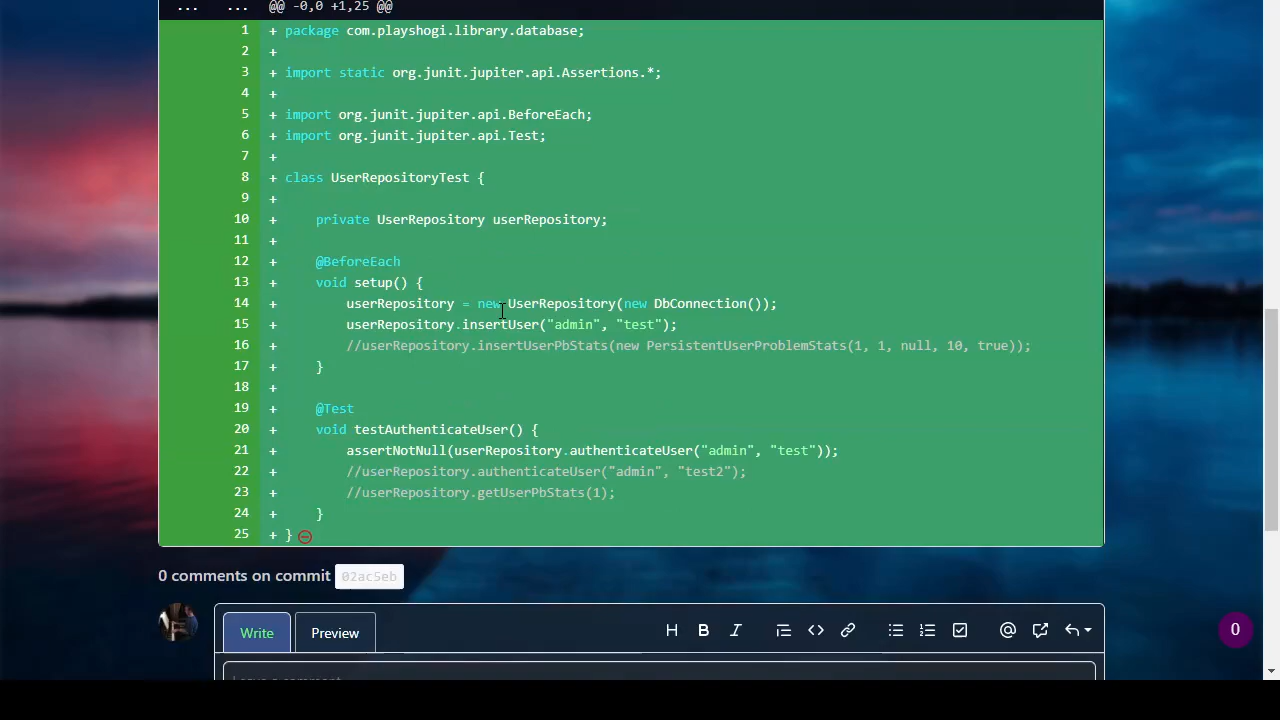 ... ... @@ -0,0 +1,25 @@
1 + package com.playshogi.library.database;
2 +
3 + import static org.junit.jupiter.api.Assertions.*;
4 +
5 + import org.junit.jupiter.api.BeforeEach;
6 + import org.junit.jupiter.api.Test;
7 +
8 + class UserRepositoryTest {
9 +
10 + private UserRepository userRepository;
11 +
12 + @BeforeEach
13 + void setup() {
14 + userRepository = new UserRepository(new DbConnection());
15 + userRepository.insertUser("admin", "test");
16 + //userRepository.insertUserPbStats(new PersistentUserProblemStats(1, 1, null, 10, true));
17 + }
18 +
19 + @Test
20 + void testAuthenticateUser() {
21 + assertNotNull(userRepository.authenticateUser("admin", "test"));
22 + //userRepository.authenticateUser("admin", "test2");
23 + //userRepository.getUserPbStats(1);
24 + }
25 + }
0 comments on commit 02ac5eb
Write Preview H B I @ 0
Leave a comment